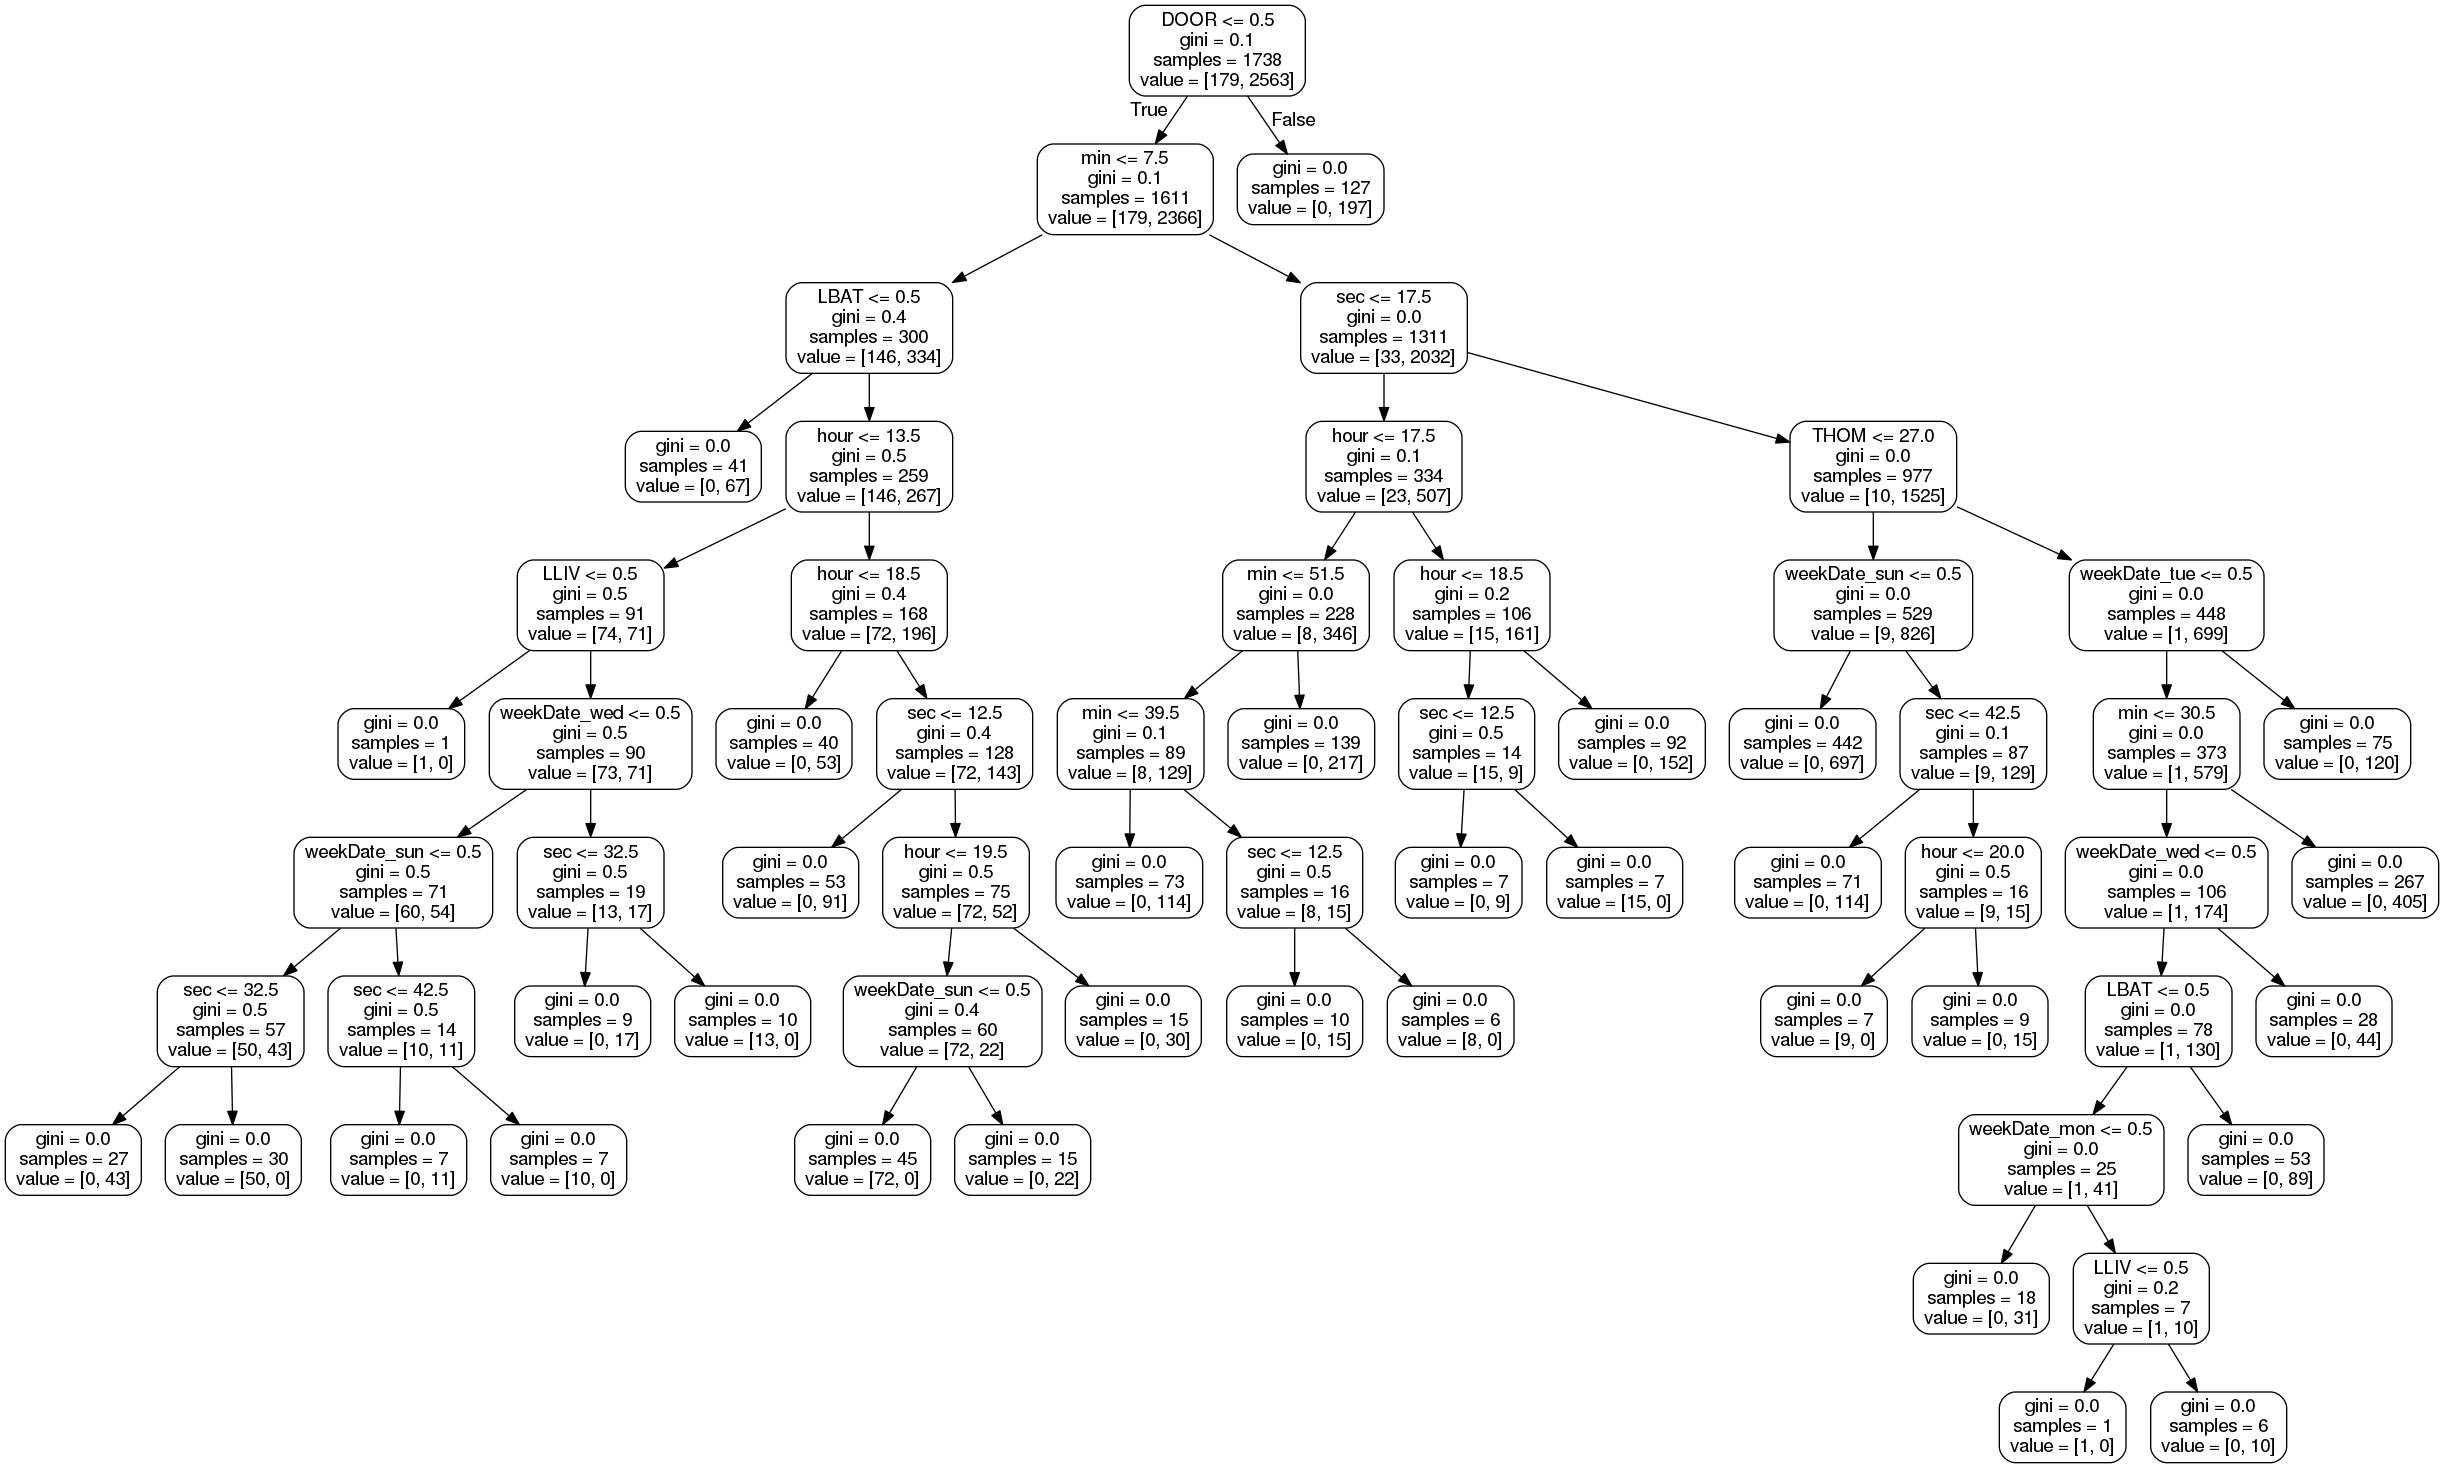 DOOR <= 0.5
gini = 0.1
samples = 1738
value = [179, 2563]
True
False
min <= 7.5
gini = 0.1
samples = 1611
value = [179, 2366]
gini = 0.0
samples = 127
value = [0, 197]
LBAT <= 0.5
gini = 0.4
samples = 300
value = [146, 334]
sec <= 17.5
gini = 0.0
samples = 1311
value = [33, 2032]
gini = 0.0
samples = 41
value = [0, 67]
hour <= 13.5
gini = 0.5
samples = 259
value = [146, 267]
hour <= 17.5
gini = 0.1
samples = 334
value = [23, 507]
THOM <= 27.0
gini = 0.0
samples = 977
value = [10, 1525]
LLIV <= 0.5
gini = 0.5
samples = 91
value = [74, 71]
hour <= 18.5
gini = 0.4
samples = 168
value = [72, 196]
min <= 51.5
gini = 0.0
samples = 228
value = [8, 346]
hour <= 18.5
gini = 0.2
samples = 106
value = [15, 161]
weekDate_sun <= 0.5
gini = 0.0
samples = 529
value = [9, 826]
weekDate_tue <= 0.5
gini = 0.0
samples = 448
value = [1, 699]
gini = 0.0
samples = 1
value = [1, 0]
weekDate_wed <= 0.5
gini = 0.5
samples = 90
value = [73, 71]
gini = 0.0
samples = 40
value = [0, 53]
sec <= 12.5
gini = 0.4
samples = 128
value = [72, 143]
min <= 39.5
gini = 0.1
samples = 89
value = [8, 129]
gini = 0.0
samples = 139
value = [0, 217]
sec <= 12.5
gini = 0.5
samples = 14
value = [15, 9]
gini = 0.0
samples = 92
value = [0, 152]
gini = 0.0
samples = 442
value = [0, 697]
sec <= 42.5
gini = 0.1
samples = 87
value = [9, 129]
min <= 30.5
gini = 0.0
samples = 373
value = [1, 579]
gini = 0.0
samples = 75
value = [0, 120]
weekDate_sun <= 0.5
gini = 0.5
samples = 71
value = [60, 54]
sec <= 32.5
gini = 0.5
samples = 19
value = [13, 17]
gini = 0.0
samples = 53
value = [0, 91]
hour <= 19.5
gini = 0.5
samples = 75
value = [72, 52]
gini = 0.0
samples = 73
value = [0, 114]
sec <= 12.5
gini = 0.5
samples = 16
value = [8, 15]
gini = 0.0
samples = 7
value = [0, 9]
gini = 0.0
samples = 7
value = [15, 0]
gini = 0.0
samples = 71
value = [0, 114]
hour <= 20.0
gini = 0.5
samples = 16
value = [9, 15]
weekDate_wed <= 0.5
gini = 0.0
samples = 106
value = [1, 174]
gini = 0.0
samples = 267
value = [0, 405]
sec <= 32.5
gini = 0.5
samples = 57
value = [50, 43]
sec <= 42.5
gini = 0.5
samples = 14
value = [10, 11]
gini = 0.0
samples = 9
value = [0, 17]
gini = 0.0
samples = 10
value = [13, 0]
weekDate_sun <= 0.5
gini = 0.4
samples = 60
value = [72, 22]
gini = 0.0
samples = 15
value = [0, 30]
gini = 0.0
samples = 10
value = [0, 15]
gini = 0.0
samples = 6
value = [8, 0]
gini = 0.0
samples = 7
value = [9, 0]
gini = 0.0
samples = 9
value = [0, 15]
LBAT <= 0.5
gini = 0.0
samples = 78
value = [1, 130]
gini = 0.0
samples = 28
value = [0, 44]
gini = 0.0
samples = 27
value = [0, 43]
gini = 0.0
samples = 30
value = [50, 0]
gini = 0.0
samples = 7
value = [0, 11]
gini = 0.0
samples = 7
value = [10, 0]
gini = 0.0
samples = 45
value = [72, 0]
gini = 0.0
samples = 15
value = [0, 22]
weekDate_mon <= 0.5
gini = 0.0
samples = 25
value = [1, 41]
gini = 0.0
samples = 53
value = [0, 89]
gini = 0.0
samples = 18
value = [0, 31]
LLIV <= 0.5
gini = 0.2
samples = 7
value = [1, 10]
gini = 0.0
samples = 1
value = [1, 0]
gini = 0.0
samples = 6
value = [0, 10]